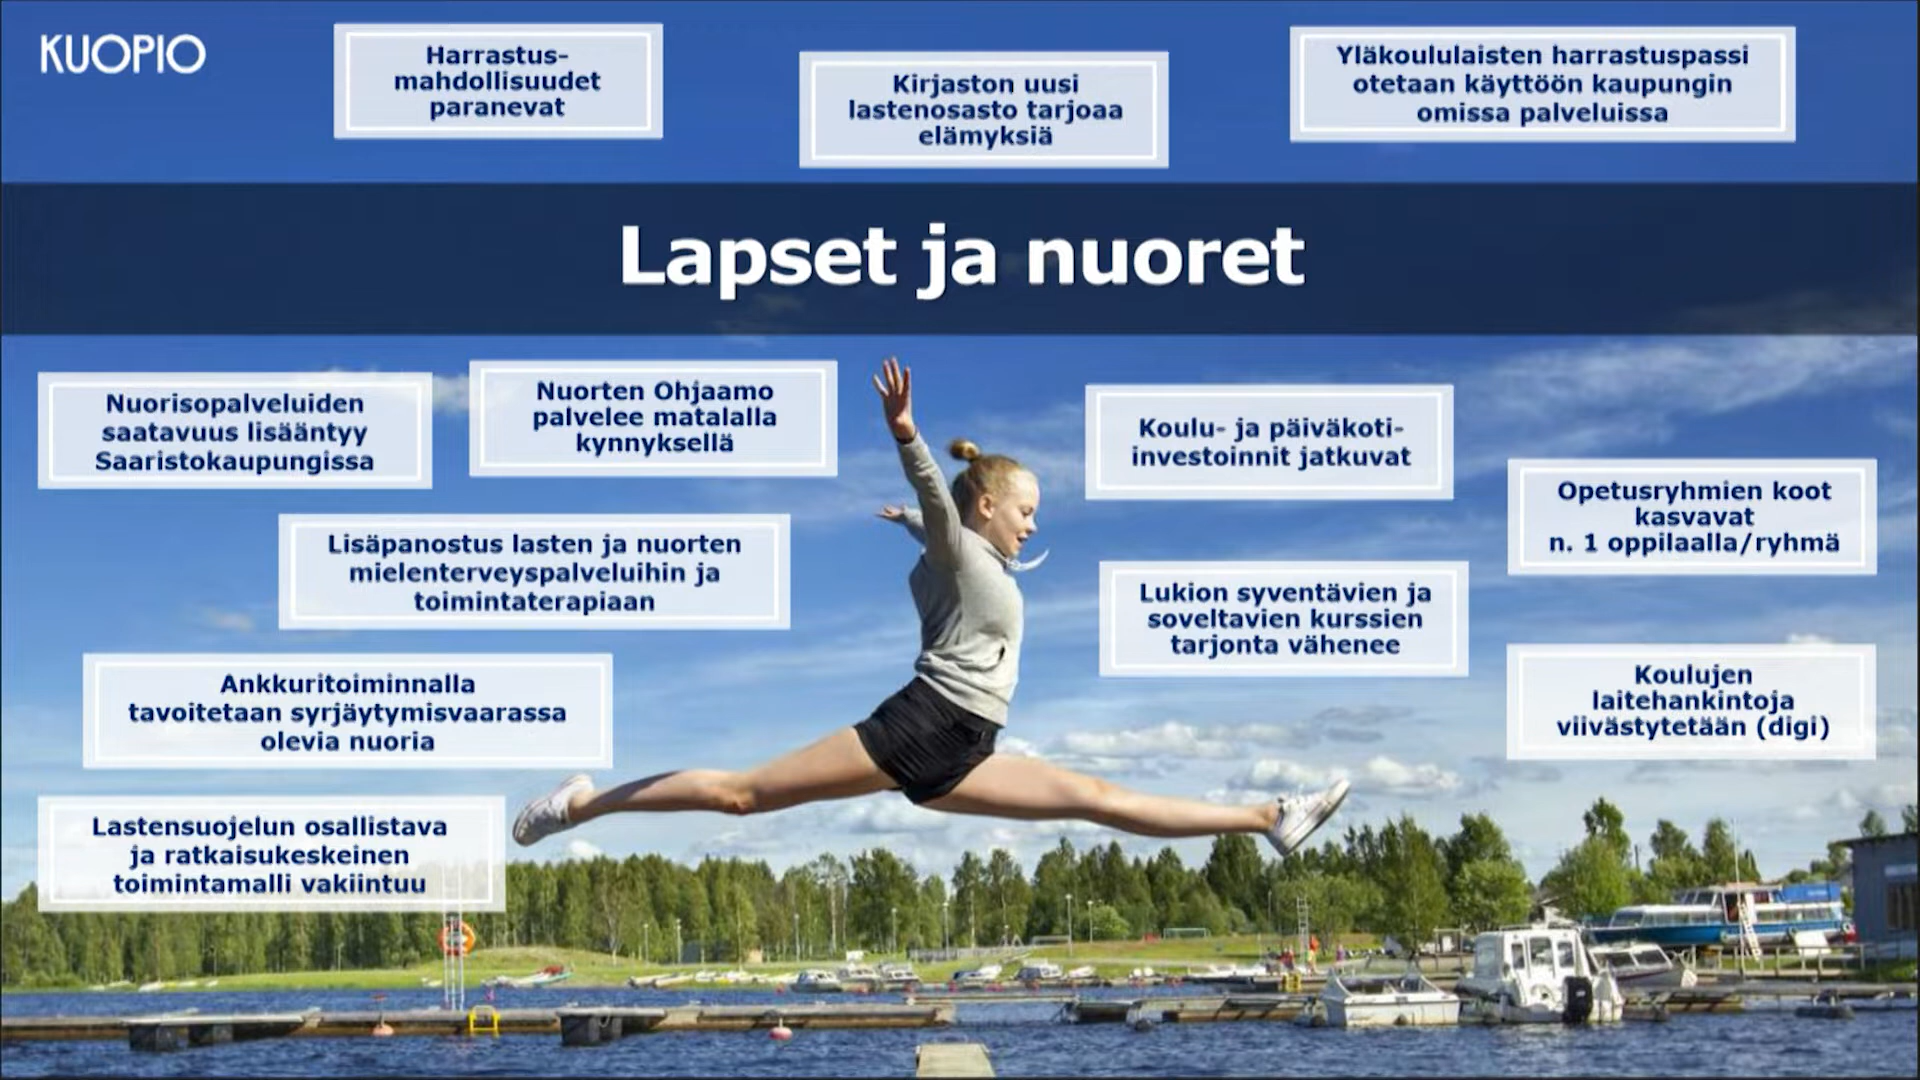 KUOPIO
Harrastus-
mahdollisuudet
paranevat
Kirjaston uusi
lastenosasto tarjoaa
elämyksiä
Yläkoululaisten harrastuspassi
otetaan käyttöön kaupungin
omissa palveluissa
Lapset ja nuoret
Nuorisopalveluiden
saatavuus lisääntyy
Saaristokaupungissa
Nuorten Ohjaamo
palvelee matalalla
kynnyksellä
Koulu- ja päiväkoti-
investoinnit jatkuvat
Opetusryhmien koot
kasvavat
n. 1 oppilaalla/ryhmä
Lisäpanostus lasten ja nuorten
mielenterveyspalveluihin ja
toimintaterapiaan
Lukion syventävien ja
soveltavien kurssien
tarjonta vähenee
Koulujen
laitehankintoja
viivästytetään (digi)
Ankkuritoiminnalla
tavoitetaan syrjäytymisvaarassa
olevia nuoria
Lastensuojelun osallistava
ja ratkaisukeskeinen
toimintamalli vakiintuu